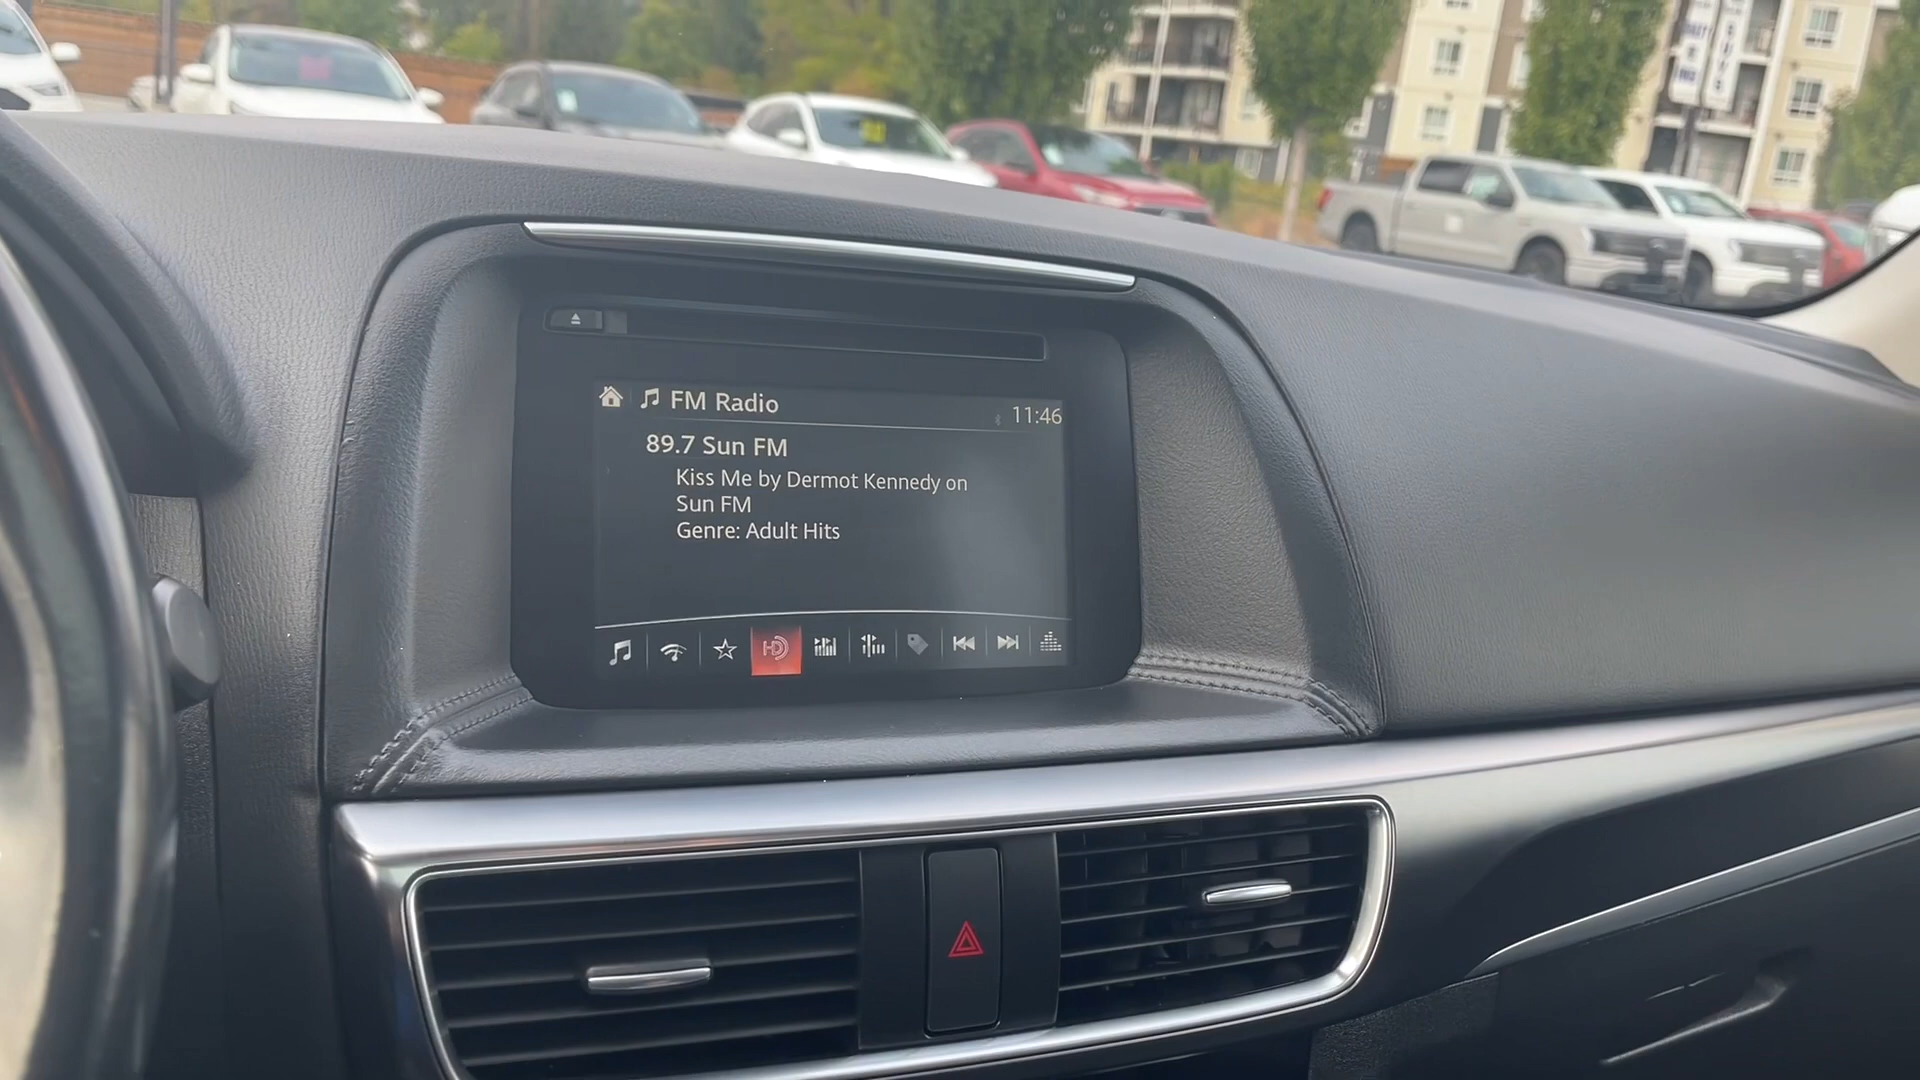 FM Radio
11:46
89.7 Sun FM
Kiss Me by Dermot Kennedy on
Sun FM
Genre: Adult Hits
HD